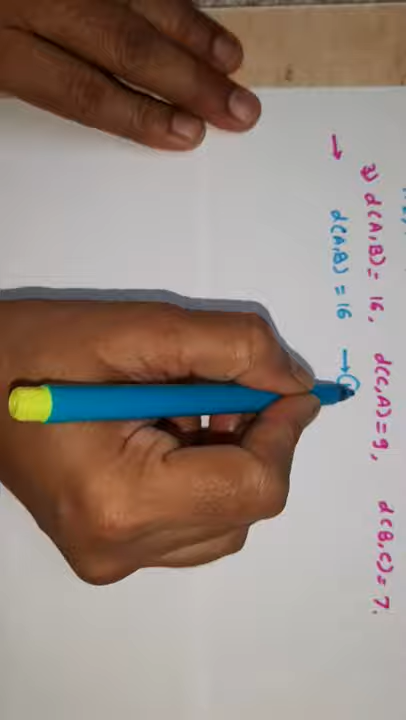 3) d(A,B) = 16, d(C,A) = 9, d(B,C) = 7.
→
d(A,B) = 16 →